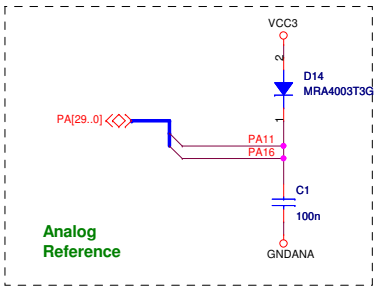 VCC3
2
D14
MRA4003T3G
PA[29..0]
1
PA11
PA16
C1
100n
Analog
Reference
GNDANA